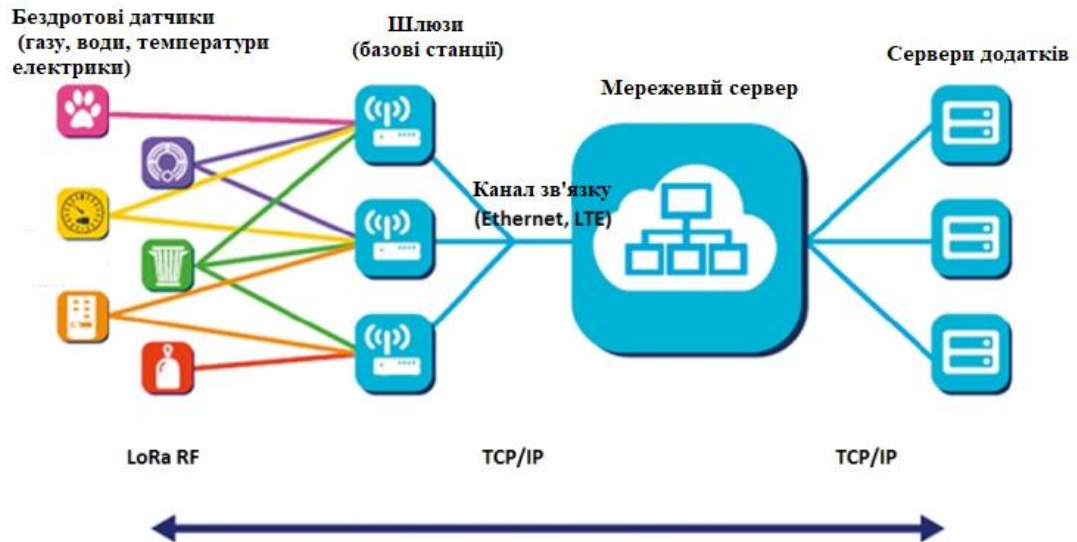 Бездротові датчики
(газу, води, температури
електрики)
Шлюзи
(базові станції)
Мережевий сервер
Сервери додатків
Канал зв'язку
(Ethernet, LTE)
LoRa RF
TCP/IP
TCP/IP